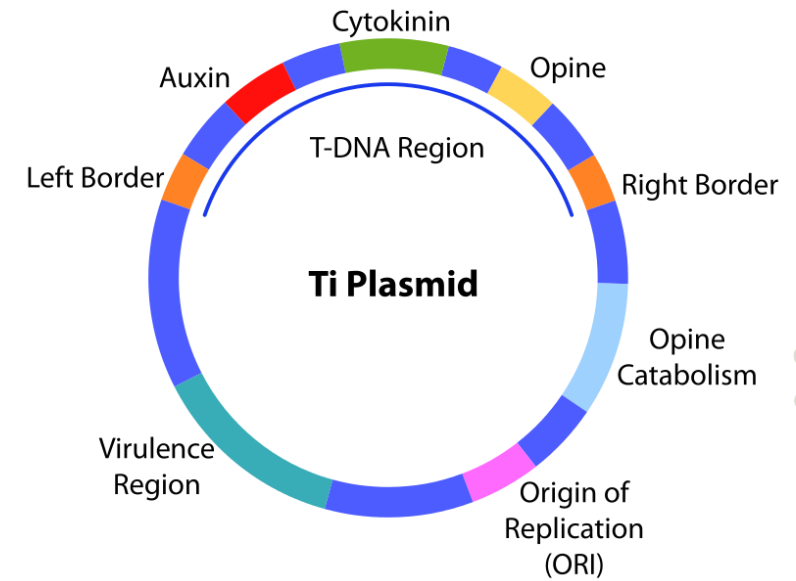 Cytokinin
Auxin
Opine
T-DNA Region
Left Border
Right Border
Ti Plasmid
Opine
Catabolism
Virulence
Region
Origin of
Replication
(ORI)